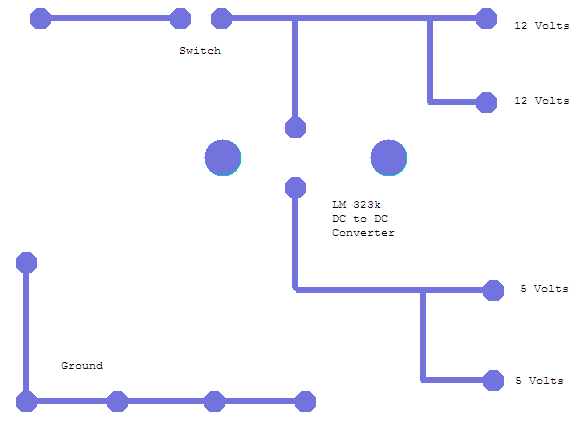 12 Volts
Switch
12 Volts
LM 323k
DC to DC
Converter
5 Volts
Ground
5 Volts